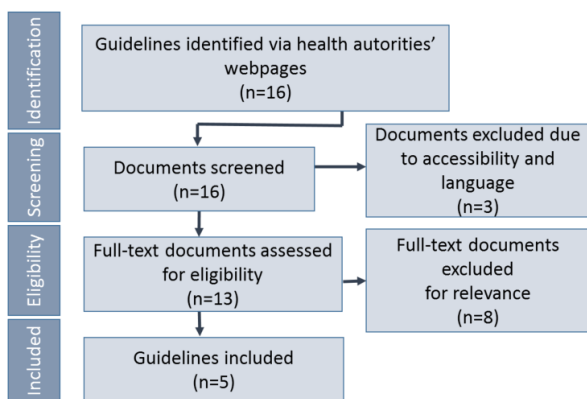 Identification
Guidelines identified via health autorities’
webpages
(n=16)
Screening
Documents screened
(n=16)
Documents excluded due
to accessibility and
language
(n=3)
Eligibility
Full-text documents assessed
for eligibility
(n=13)
Full-text documents
excluded
for relevance
(n=8)
Included
Guidelines included
(n=5)